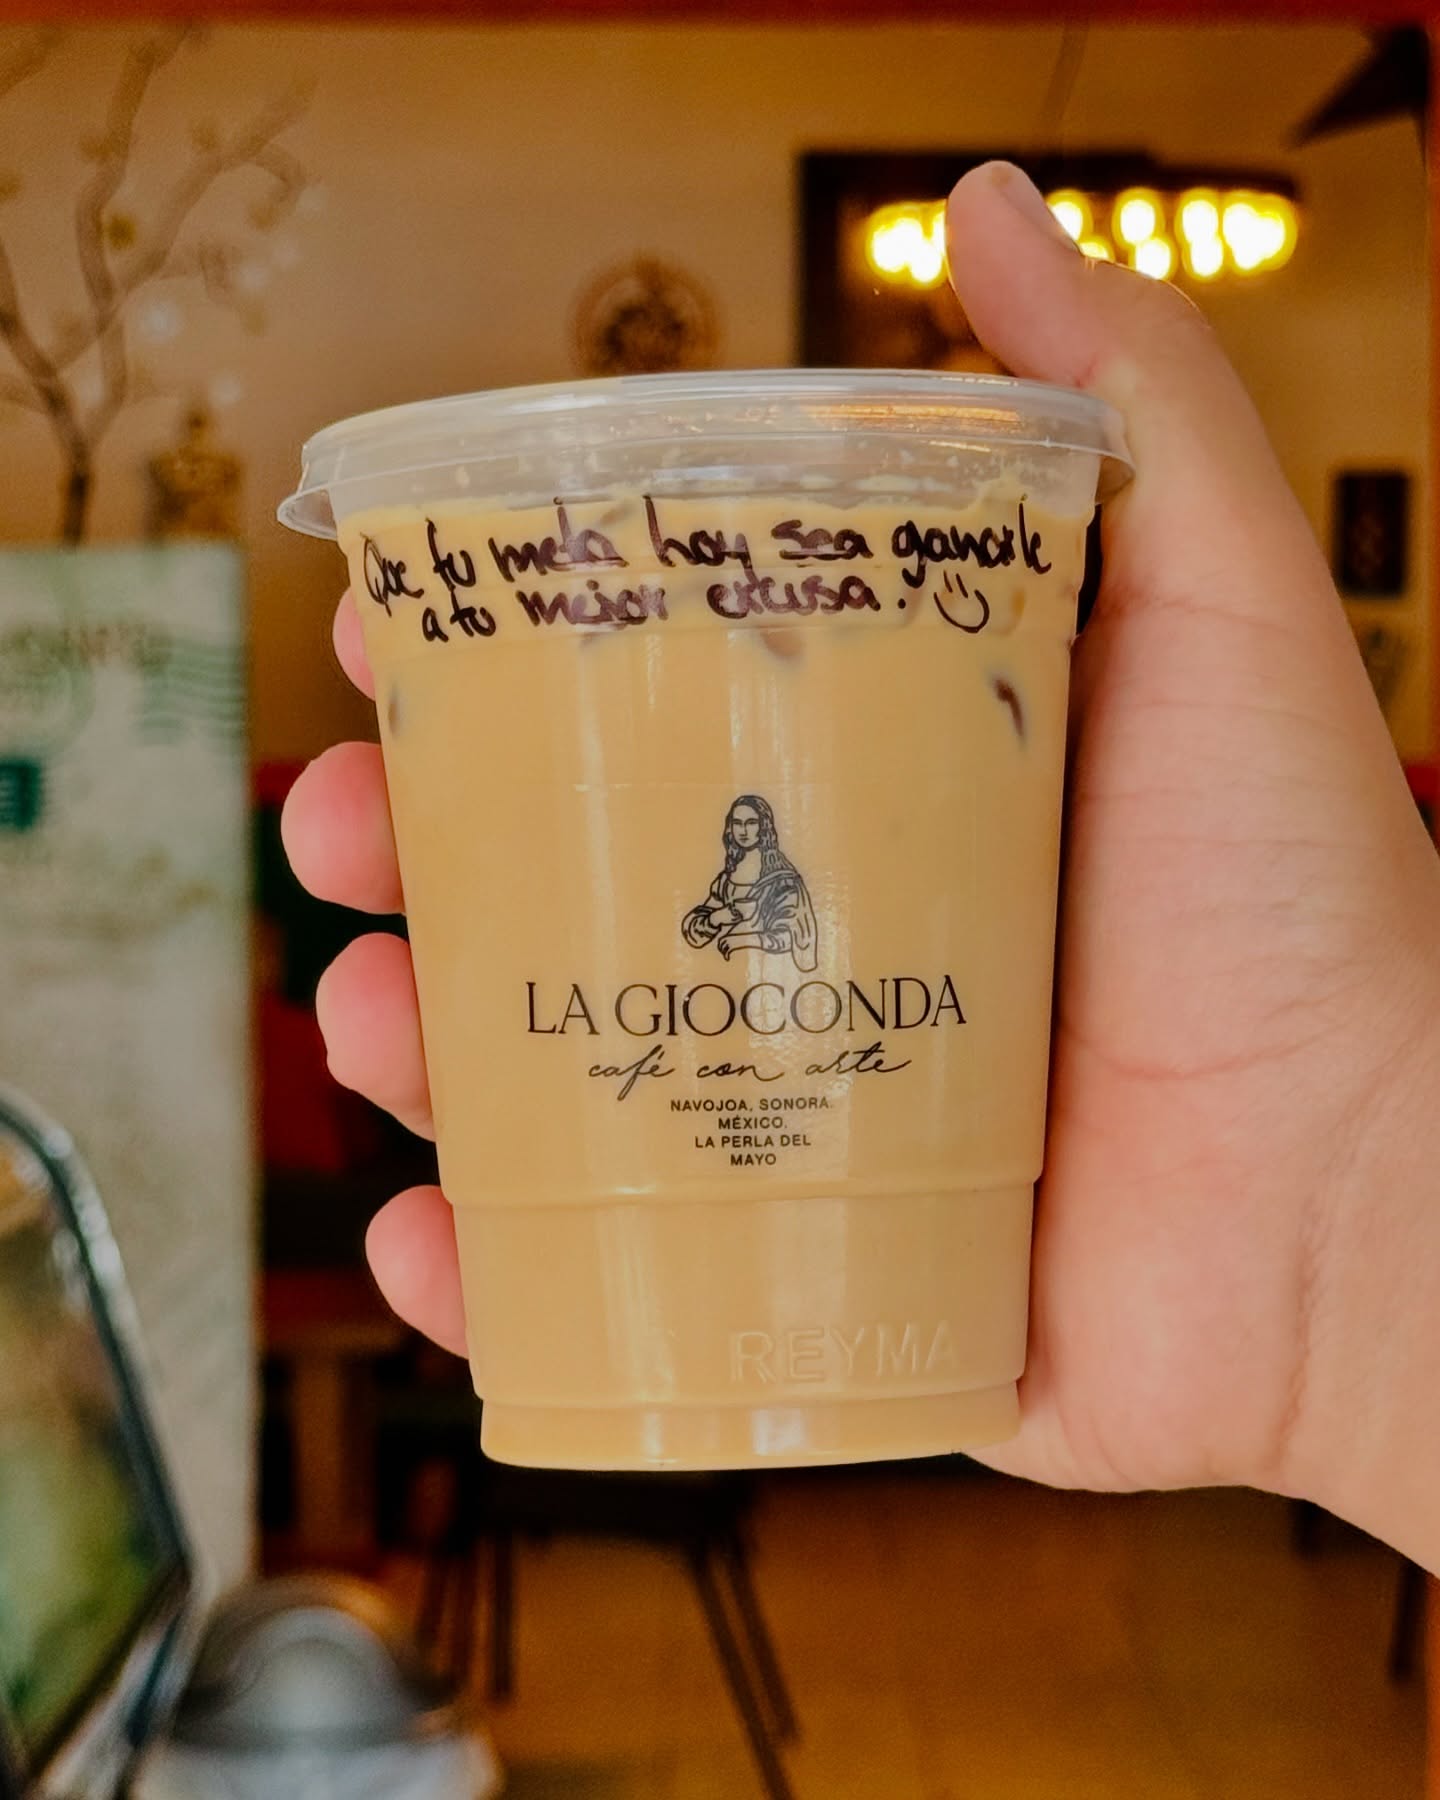 Que tu meta hoy sea ganarle
a tu mejor excusa. :)
LA GIOCONDA
café con arte
NAVOJOA, SONORA.
MÉXICO.
LA PERLA DEL
MAYO
REYMA